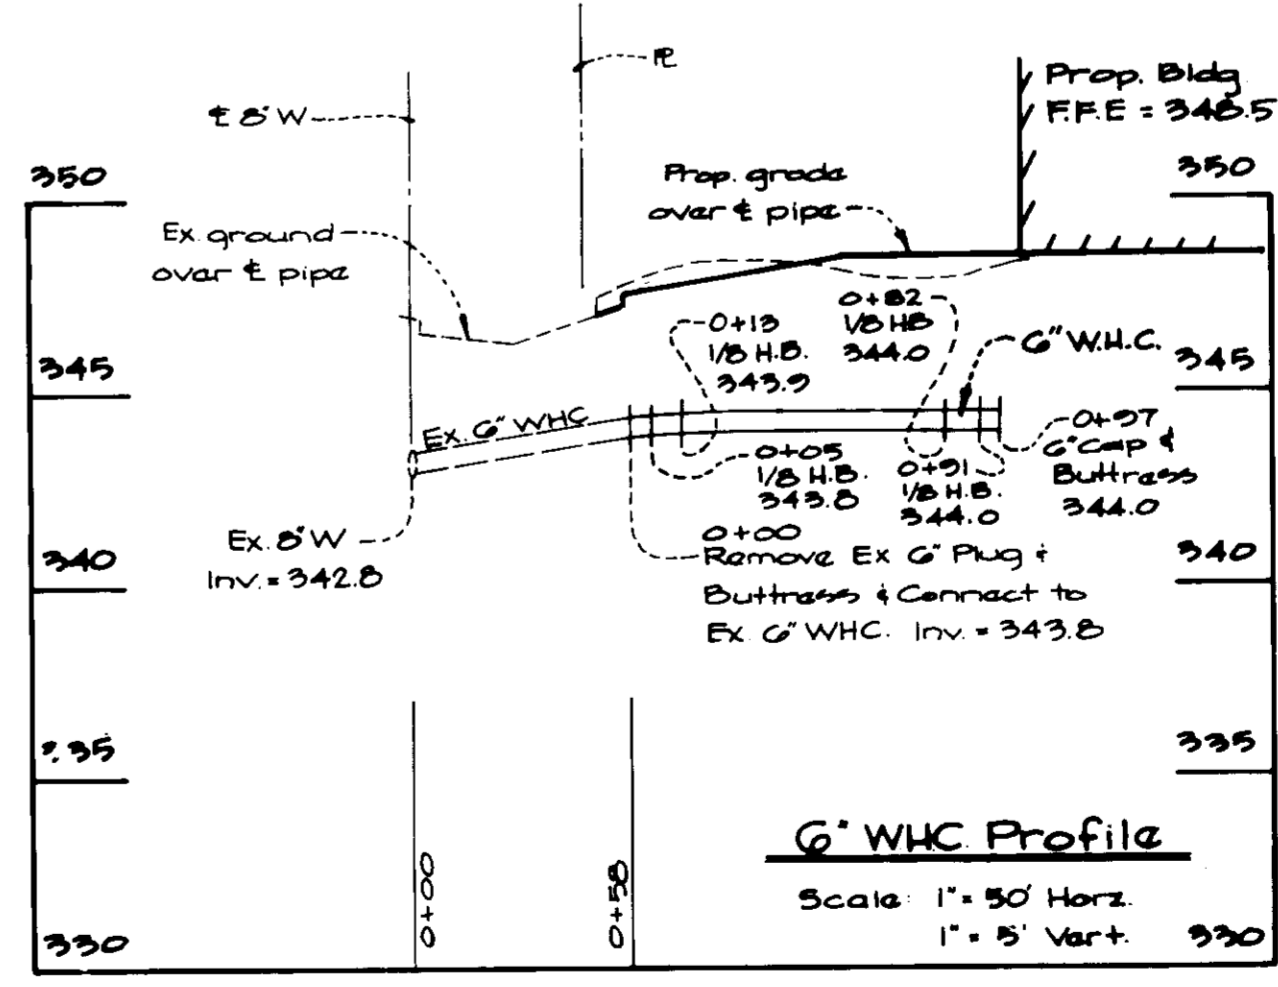 ℄ 8" W
PL
Prop. Bldg
F.F.E = 348.5
350
350
Prop. grade
over ℄ pipe
Ex. ground
over ℄ pipe
0+13
1/8 H.B.
343.9
0+82
1/8 HB
344.0
6" W.H.C.
345
345
Ex. 6" WHC
0+05
1/8 H.B.
343.8
0+91
1/8 H.B.
344.0
0+97
6" Cap &
Buttress
344.0
Ex. 8" W
Inv. = 342.8
0+00
Remove Ex 6" Plug &
Buttress & Connect to
Ex. 6" WHC. Inv. = 343.8
340
340
335
335
0+00
0+58
6" WHC Profile
Scale: 1" = 50' Horz.
1" = 5' Vert.
330
330